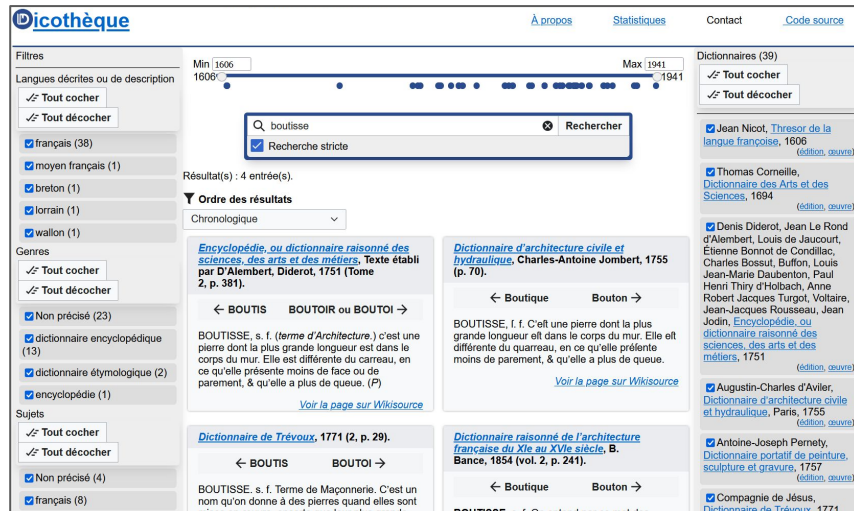 Dicothèque
À propos
Statistiques
Contact
Code source
Filtres
Langues décrites ou de description
Tout cocher
Tout décocher
français (38)
moyen français (1)
breton (1)
lorrain (1)
wallon (1)
Genres
Tout cocher
Tout décocher
Non précisé (23)
dictionnaire encyclopédique
(13)
dictionnaire étymologique (2)
encyclopédie (1)
Sujets
Tout cocher
Tout décocher
Non précisé (4)
français (8)
Min 1606
Max 1941
1606
1941
boutisse
Rechercher
Recherche stricte
Résultat(s) : 4 entrée(s).
Ordre des résultats
Chronologique
Encyclopédie, ou dictionnaire raisonné des
sciences, des arts et des métiers, Texte établi
par D'Alembert, Diderot, 1751 (Tome
2, p. 381).
← BOUTIS
BOUTOIR ou BOUTOI →
BOUTISSE, s. f. (terme d'Architecture.) c'est une
pierre dont la plus grande longueur est dans le
corps du mur. Elle est différente du carreau, en
ce qu'elle présente moins de face ou de
parement, & qu'elle a plus de queue. (P)
Voir la page sur Wikisource
Dictionnaire d'architecture civile et
hydraulique, Charles-Antoine Jombert, 1755
(p. 70).
← Boutique
Bouton →
BOUTISSE, ſ. f. C'eſt une pierre dont la plus
grande longueur eſt dans le corps du mur. Elle eſt
différente du quarreau, en ce qu'elle préſente
moins de parement, & qu'elle a plus de queue.
Voir la page sur Wikisource
Dictionnaire de Trévoux, 1771 (2, p. 29).
← BOUTIS
BOUTOI →
BOUTISSE. s. f. Terme de Maçonnerie. C'est un
nom qu'on donne à des pierres quand elles sont
Dictionnaire raisonné de l'architecture
française du XIe au XVIe siècle, B.
Bance, 1854 (vol. 2, p. 241).
← Boutique
Bouton →
Dictionnaires (39)
Tout cocher
Tout décocher
Jean Nicot, Thresor de la
langue françoise, 1606
(édition, œuvre)
Thomas Corneille,
Dictionnaire des Arts et des
Sciences, 1694
(édition, œuvre)
Denis Diderot, Jean Le Rond
d'Alembert, Louis de Jaucourt,
Étienne Bonnot de Condillac,
Charles Bossut, Buffon, Louis
Jean-Marie Daubenton, Paul
Henri Thiry d'Holbach, Anne
Robert Jacques Turgot, Voltaire,
Jean-Jacques Rousseau, Jean
Jodin, Encyclopédie, ou
dictionnaire raisonné des
sciences, des arts et des
métiers, 1751
(édition, œuvre)
Augustin-Charles d'Aviler,
Dictionnaire d'architecture civile
et hydraulique, Paris, 1755
(édition, œuvre)
Antoine-Joseph Pernety,
Dictionnaire portatif de peinture,
sculpture et gravure, 1757
(édition, œuvre)
Compagnie de Jésus,
Dictionnaire de Trévoux, 1771